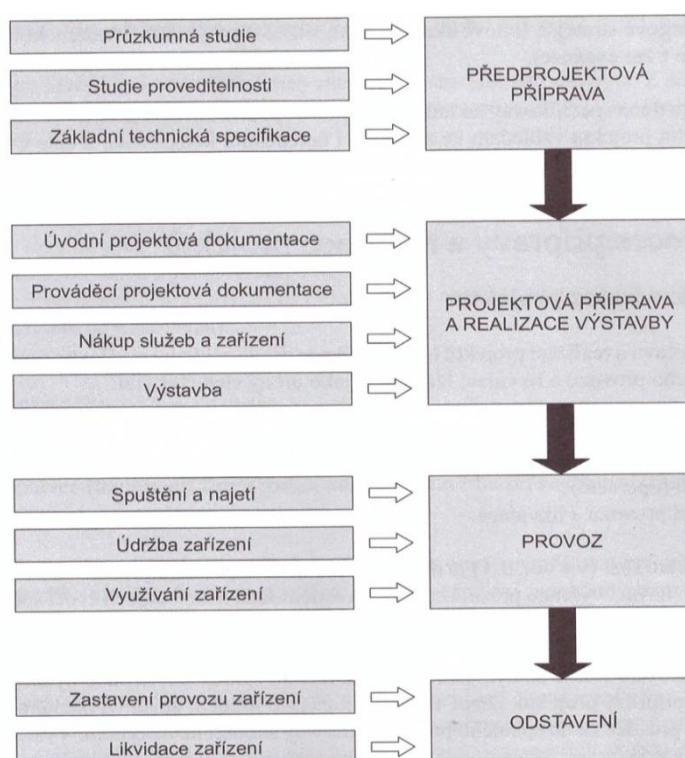 Průzkumná studie
Studie proveditelnosti
Základní technická specifikace
PŘEDPROJEKTOVÁ
PŘÍPRAVA
Úvodní projektová dokumentace
Prováděcí projektová dokumentace
Nákup služeb a zařízení
Výstavba
PROJEKTOVÁ PŘÍPRAVA
A REALIZACE VÝSTAVBY
Spuštění a najetí
Údržba zařízení
Využívání zařízení
PROVOZ
Zastavení provozu zařízení
Likvidace zařízení
ODSTAVENÍ